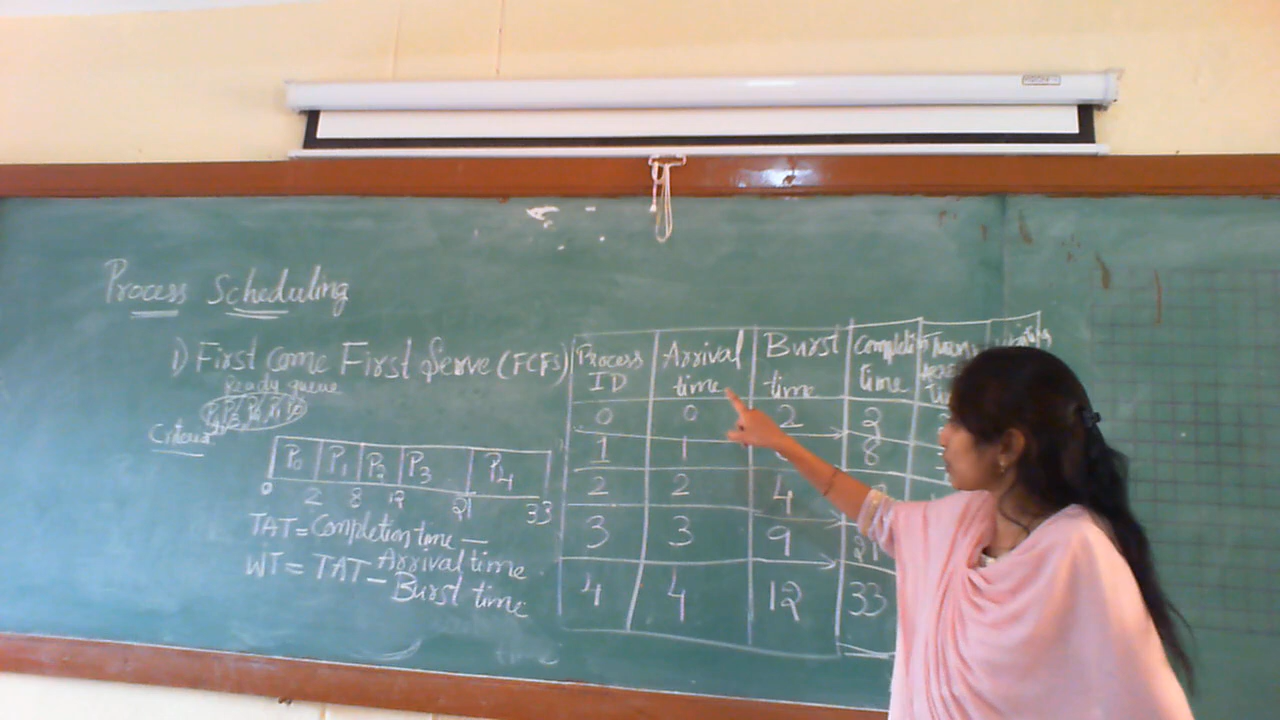 Process Scheduling
1) First come First Serve (FCFS)
ready queue
Criteria
P0 P1 P2 P3 P4
0 2 8 12 21 33
TAT = Completion time -
Arrival time
WT = TAT - Burst time
Process ID Arrival time Burst time Completion time
0 0 2 2
1 1 8
2 2 4
3 3 9 21
4 4 12 33